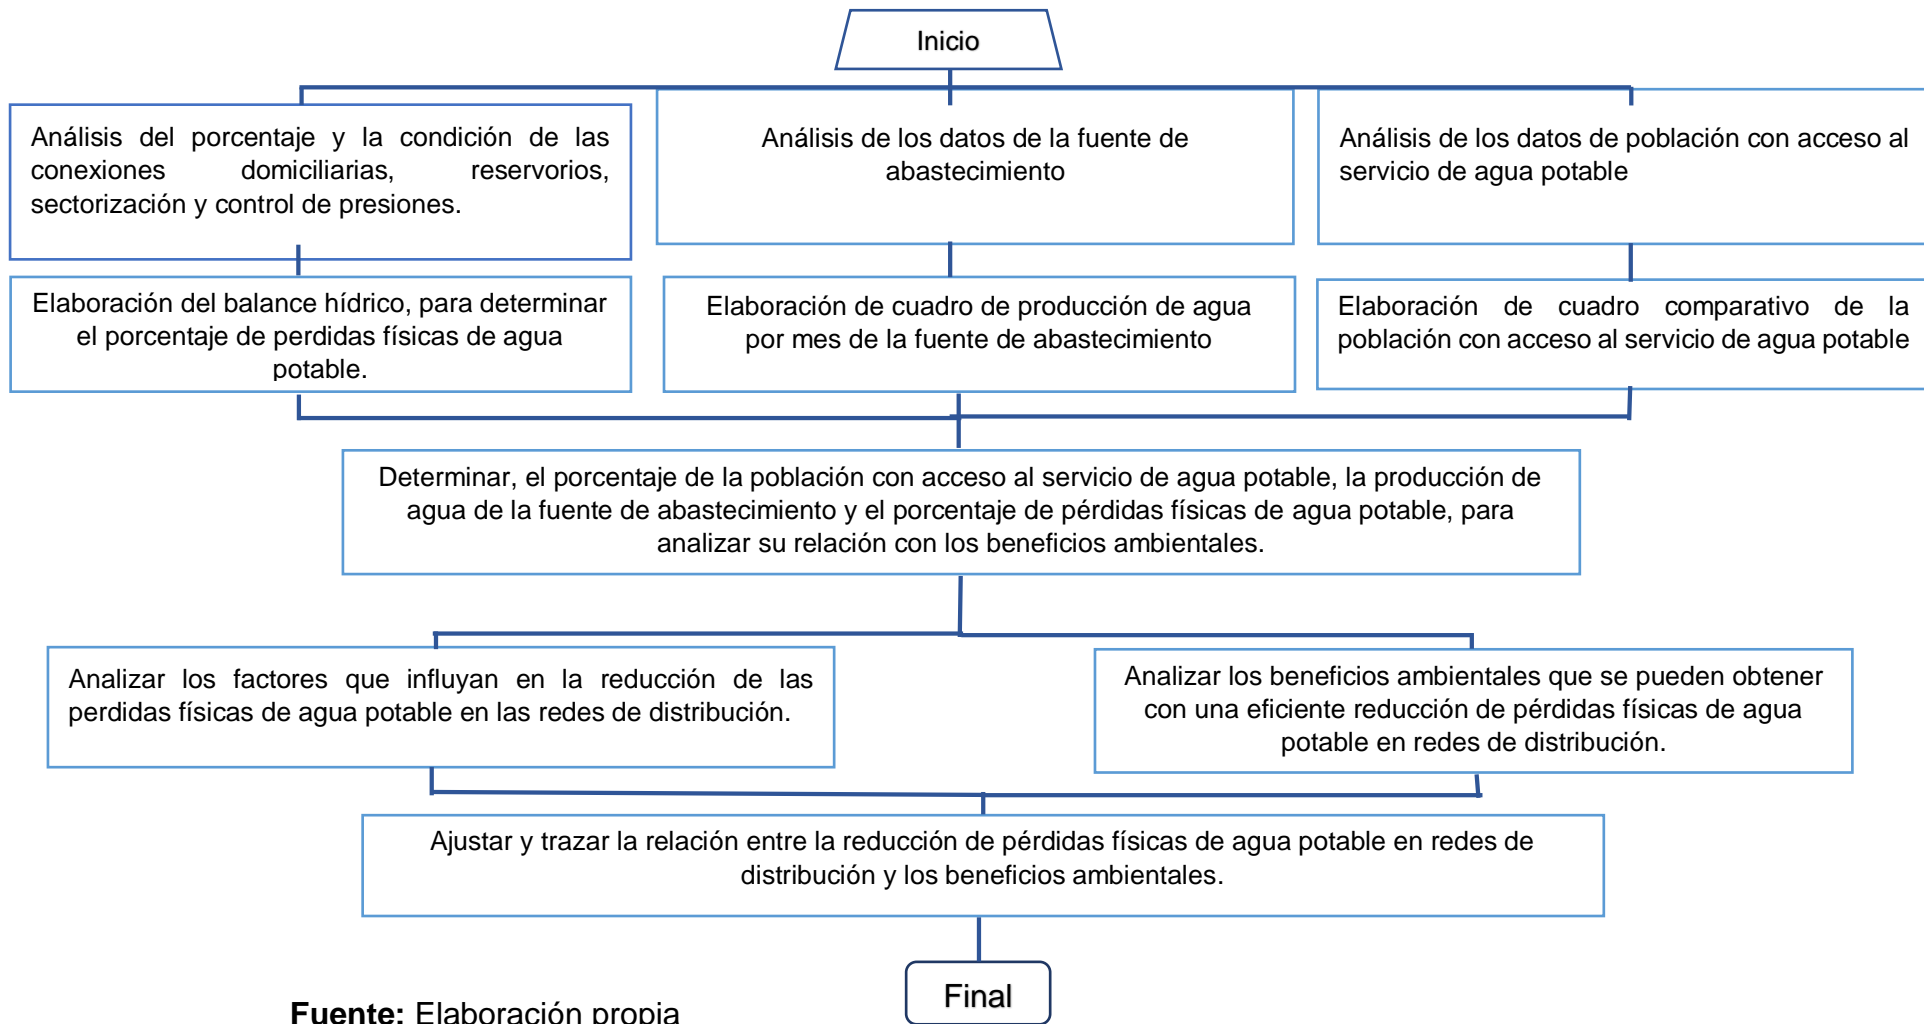 Inicio
Análisis del porcentaje y la condición de las
conexiones domiciliarias, reservorios,
sectorización y control de presiones.
Análisis de los datos de la fuente de
abastecimiento
Análisis de los datos de población con acceso al
servicio de agua potable
Elaboración del balance hídrico, para determinar
el porcentaje de perdidas físicas de agua
potable.
Elaboración de cuadro de producción de agua
por mes de la fuente de abastecimiento
Elaboración de cuadro comparativo de la
población con acceso al servicio de agua potable
Determinar, el porcentaje de la población con acceso al servicio de agua potable, la producción de
agua de la fuente de abastecimiento y el porcentaje de pérdidas físicas de agua potable, para
analizar su relación con los beneficios ambientales.
Analizar los factores que influyan en la reducción de las
perdidas físicas de agua potable en las redes de distribución.
Analizar los beneficios ambientales que se pueden obtener
con una eficiente reducción de pérdidas físicas de agua
potable en redes de distribución.
Ajustar y trazar la relación entre la reducción de pérdidas físicas de agua potable en redes de
distribución y los beneficios ambientales.
Final
Fuente: Elaboración propia